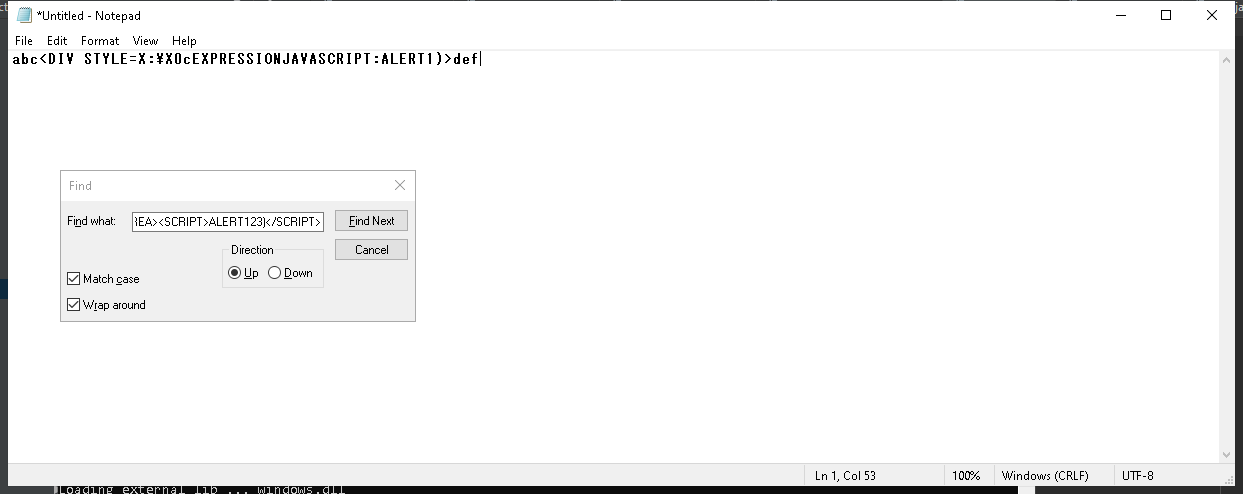 *Untitled - Notepad
File Edit Format View Help
abc<DIV STYLE=X:¥X0cEXPRESSIONJAVASCRIPT:ALERT1)>def
Find
Find what: EA><SCRIPT>ALERT123)</SCRIPT> Find Next
Direction Cancel
Up Down
Match case
Wrap around
Ln 1, Col 53 100% Windows (CRLF) UTF-8
Loading external lib ... windows.dll